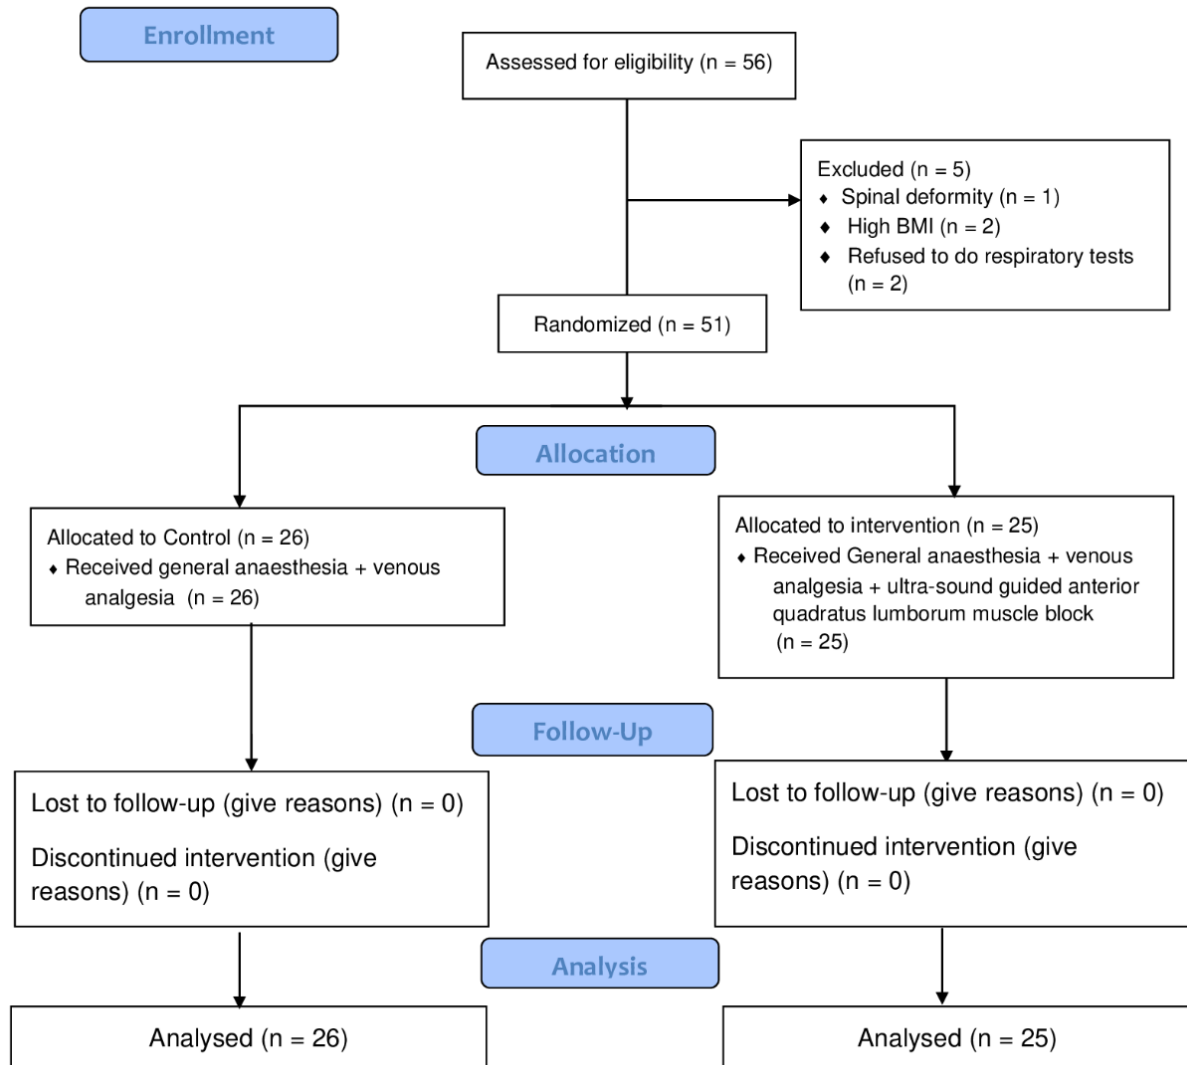 Enrollment
Assessed for eligibility (n = 56)
Excluded (n = 5)
♦ Spinal deformity (n = 1)
♦ High BMI (n = 2)
♦ Refused to do respiratory tests
(n = 2)
Randomized (n = 51)
Allocation
Allocated to Control (n = 26)
♦ Received general anaesthesia + venous
analgesia (n = 26)
Allocated to intervention (n = 25)
♦ Received General anaesthesia + venous
analgesia + ultra-sound guided anterior
quadratus lumborum muscle block
(n = 25)
Follow-Up
Lost to follow-up (give reasons) (n = 0)
Discontinued intervention (give
reasons) (n = 0)
Lost to follow-up (give reasons) (n = 0)
Discontinued intervention (give
reasons) (n = 0)
Analysis
Analysed (n = 26)
Analysed (n = 25)